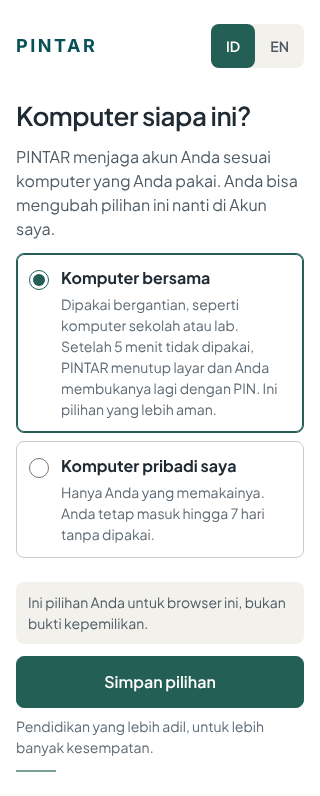 PINTAR
ID
EN
Komputer siapa ini?
PINTAR menjaga akun Anda sesuai
komputer yang Anda pakai. Anda bisa
mengubah pilihan ini nanti di Akun
saya.
Komputer bersama
Dipakai bergantian, seperti
komputer sekolah atau lab.
Setelah 5 menit tidak dipakai,
PINTAR menutup layar dan Anda
membukanya lagi dengan PIN. Ini
pilihan yang lebih aman.
Komputer pribadi saya
Hanya Anda yang memakainya.
Anda tetap masuk hingga 7 hari
tanpa dipakai.
Ini pilihan Anda untuk browser ini, bukan
bukti kepemilikan.
Simpan pilihan
Pendidikan yang lebih adil, untuk lebih
banyak kesempatan.